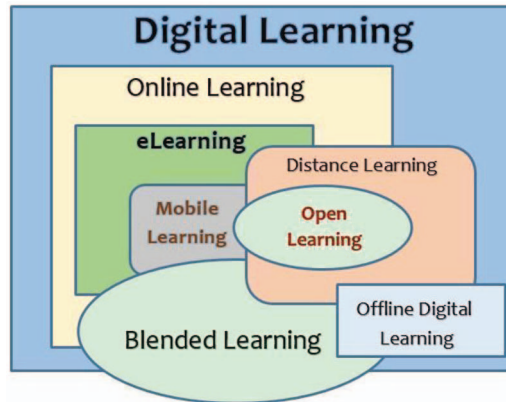 Digital Learning
Online Learning
eLearning
Distance Learning
Mobile
Learning
Open
Learning
Offline Digital
Learning
Blended Learning